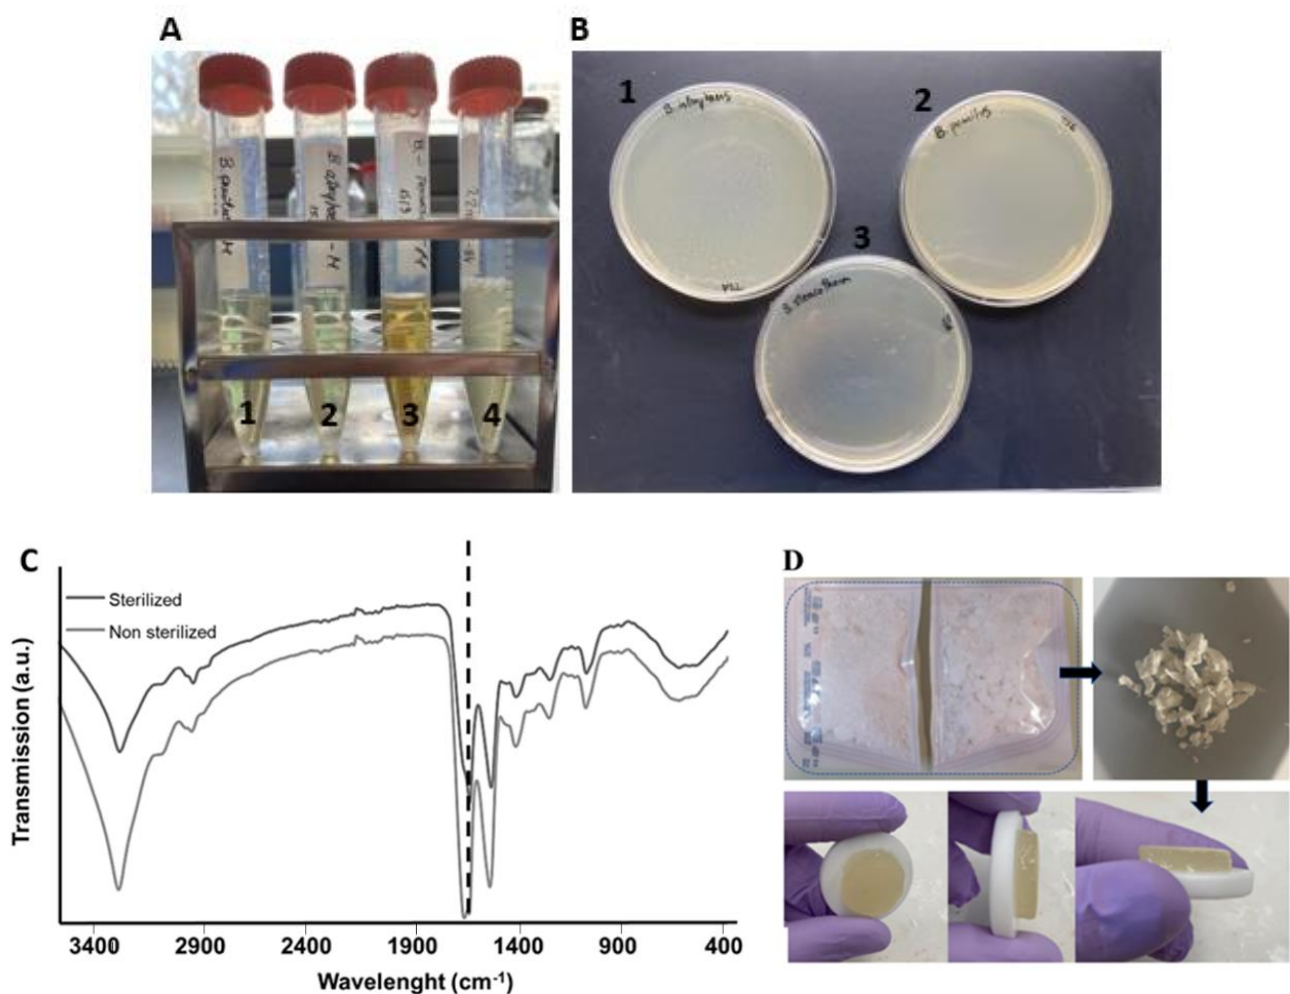 A
B
1
2
3
B. pumilus
TSA
1
2
3
4
C
Sterilized
Non sterilized
Transmission (a.u.)
3400 2900 2400 1900 1400 900 400
Wavelenght (cm-1)
D